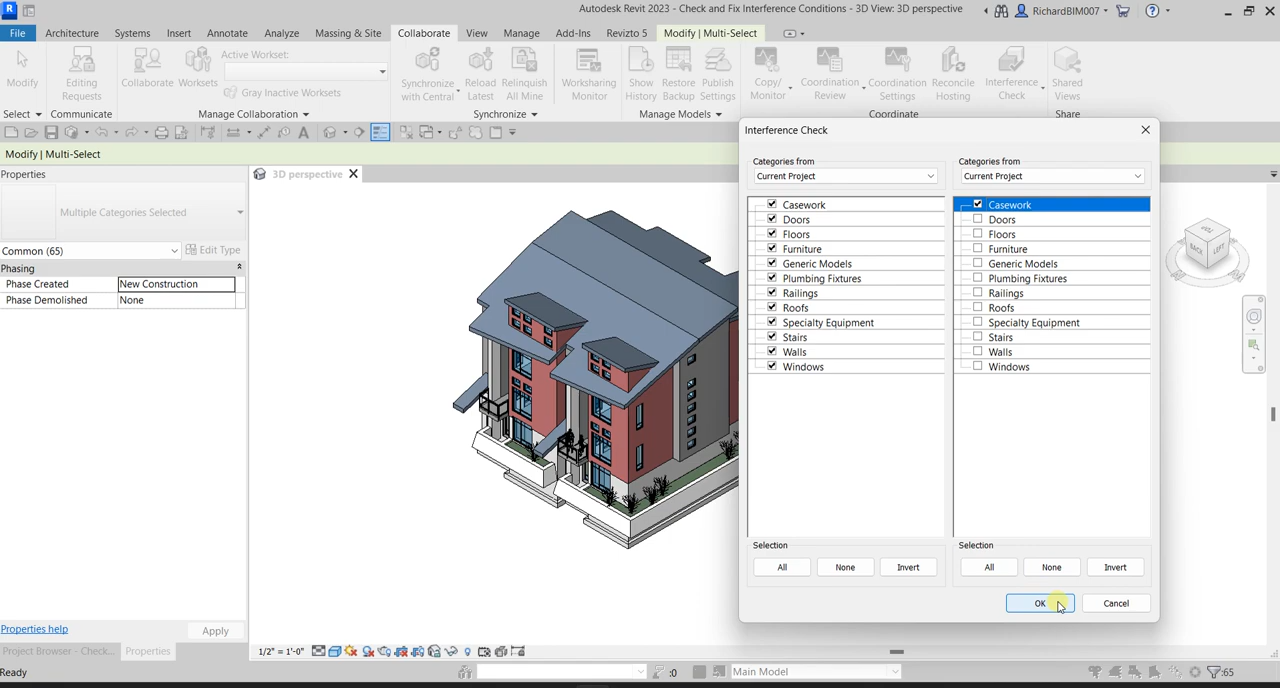 Autodesk Revit 2023 - Check and Fix Interference Conditions - 3D View: 3D perspective
RichardBIM007
File Architecture Systems Insert Annotate Analyze Massing & Site Collaborate View Manage Add-Ins Revizto 5 Modify | Multi-Select
Modify
Editing
Requests
Collaborate
Worksets
Active Workset:
Gray Inactive Worksets
Synchronize
with Central
Reload
Latest
Relinquish
All Mine
Worksharing
Monitor
Show
History
Restore
Backup
Publish
Settings
Copy/
Monitor
Coordination
Review
Coordination
Settings
Reconcile
Hosting
Interference
Check
Shared
Views
Select Communicate Manage Collaboration Synchronize Manage Models Coordinate Share
Modify | Multi-Select
Properties
Multiple Categories Selected
Common (65)
Edit Type
Phasing
Phase Created New Construction
Phase Demolished None
Properties help
Apply
Project Browser - Check...
Properties
3D perspective
BACK
LEFT
TOP
Interference Check
Categories from
Current Project
Casework
Doors
Floors
Furniture
Generic Models
Plumbing Fixtures
Railings
Roofs
Specialty Equipment
Stairs
Walls
Windows
Selection
All None Invert
Categories from
Current Project
Casework
Doors
Floors
Furniture
Generic Models
Plumbing Fixtures
Railings
Roofs
Specialty Equipment
Stairs
Walls
Windows
Selection
All None Invert
OK Cancel
1/2" = 1'-0"
Ready
:0
Main Model
:65